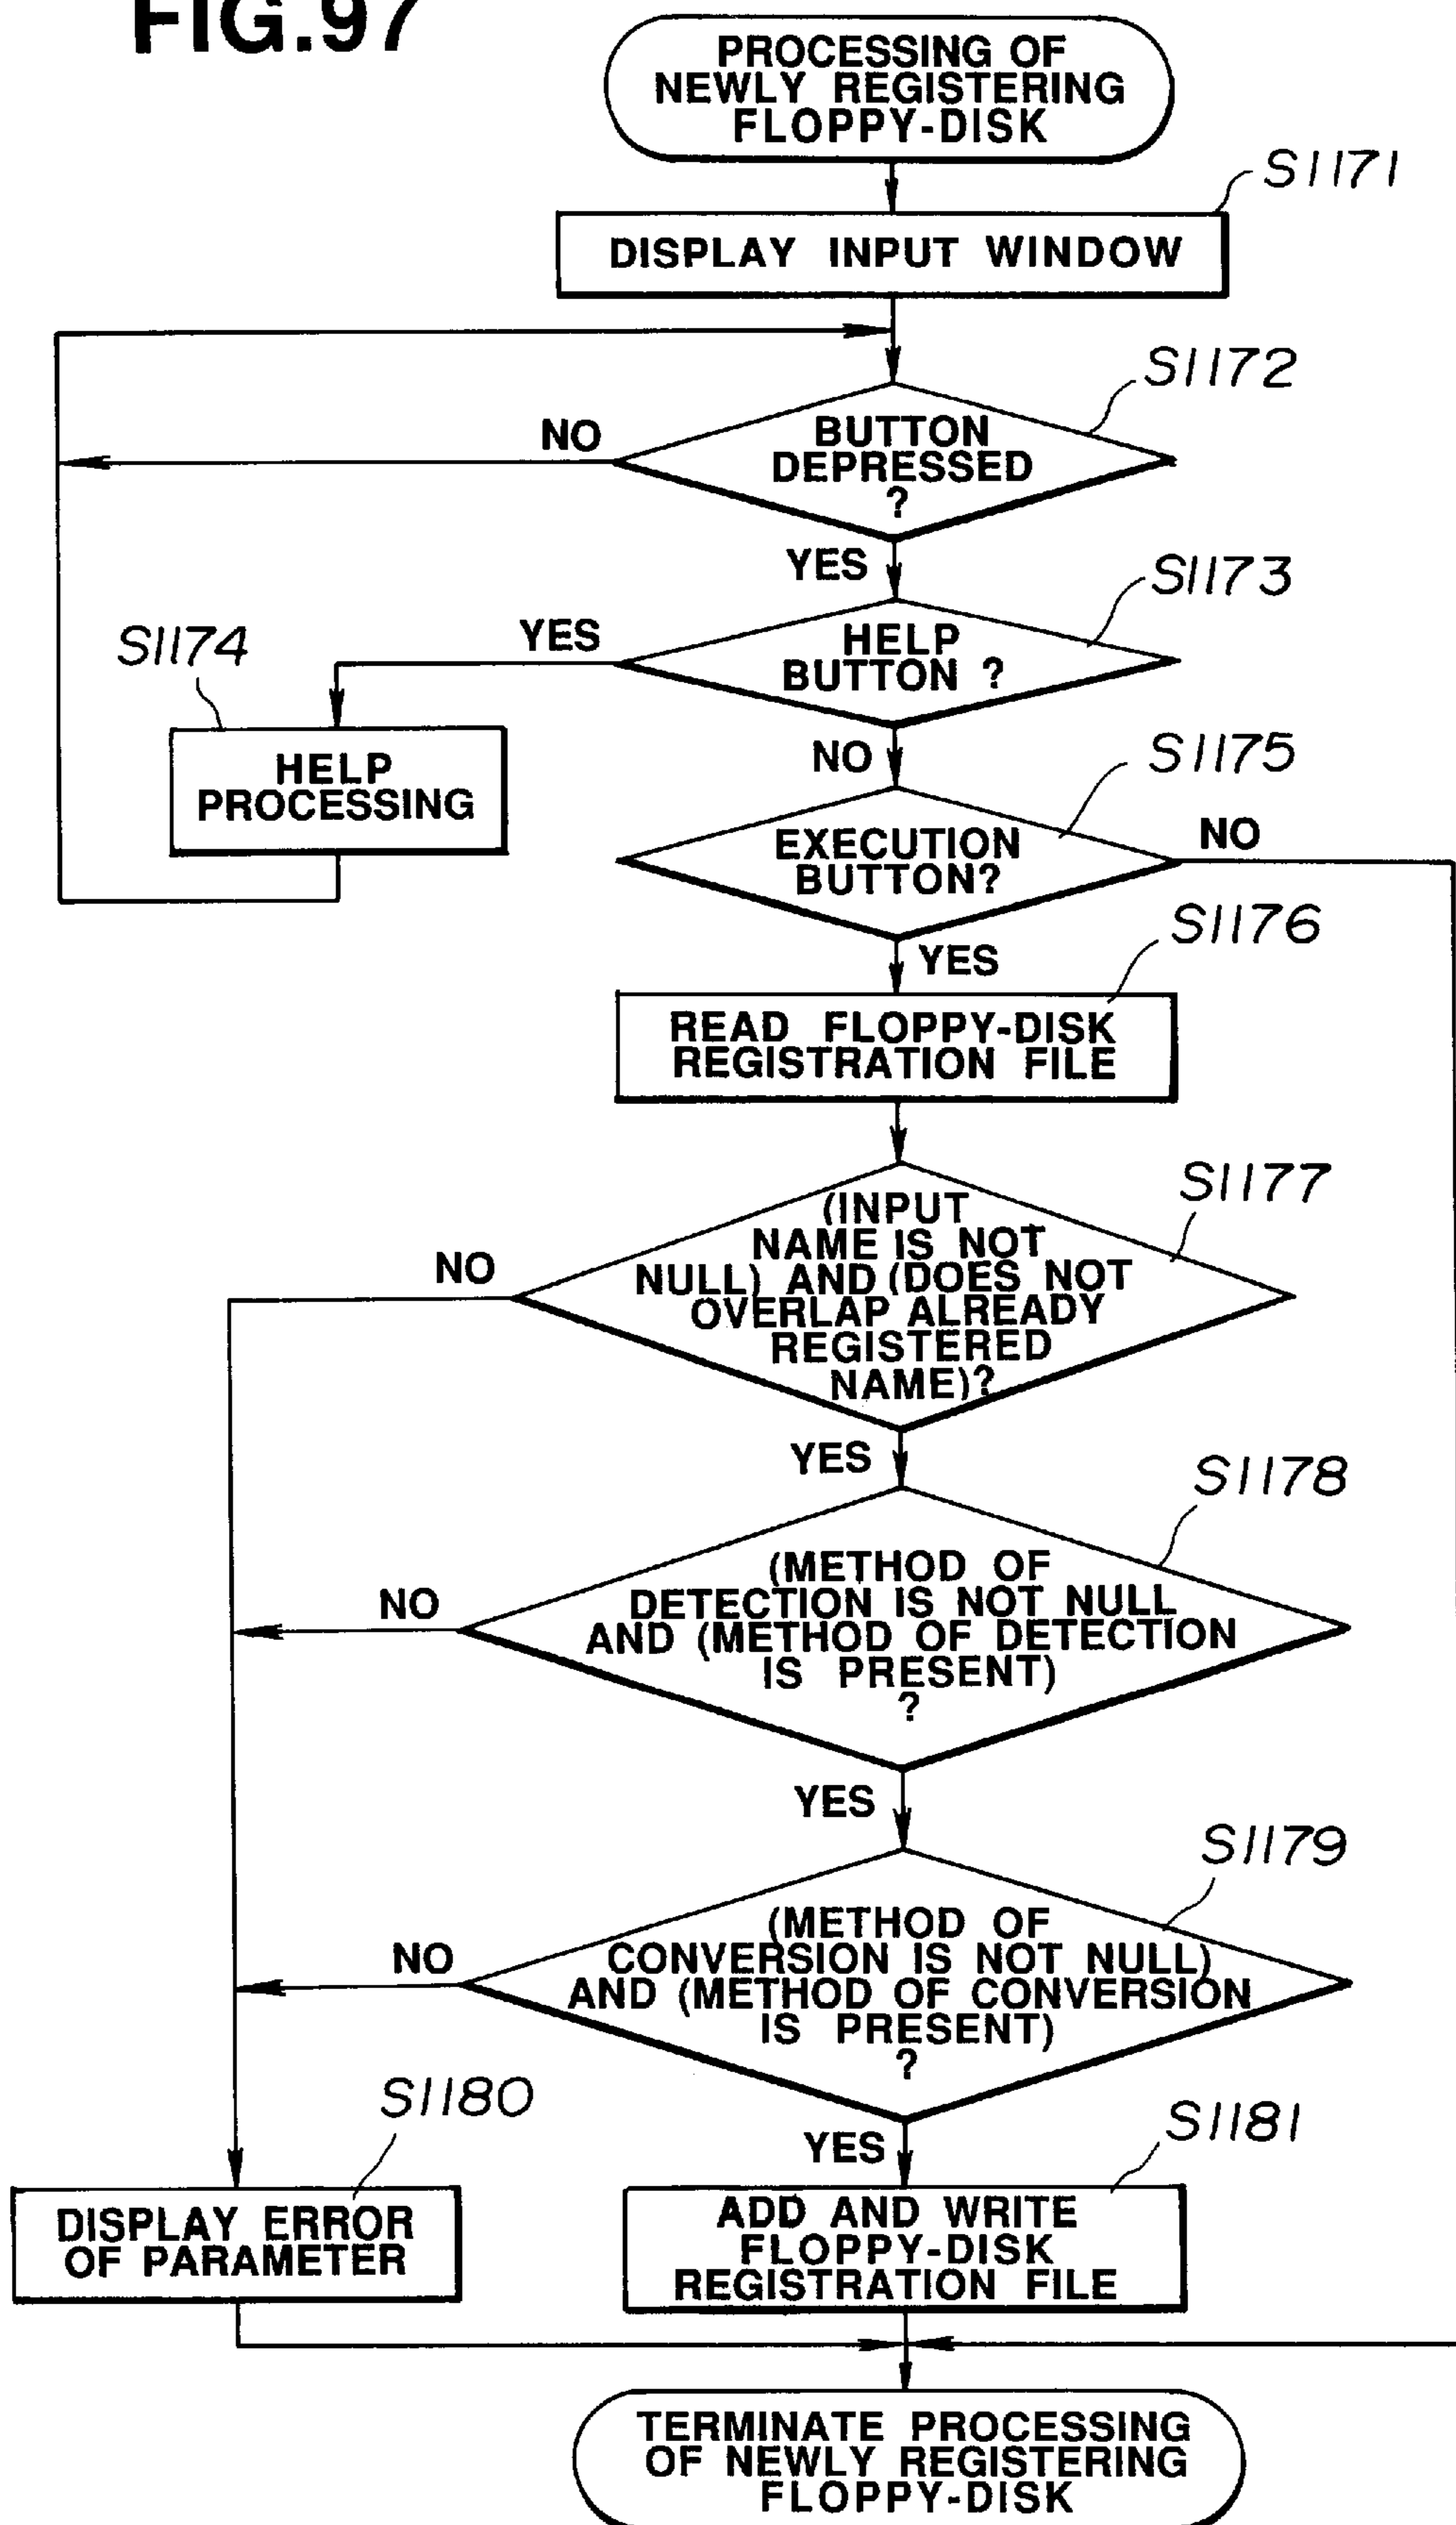 FIG.97
PROCESSING OF
NEWLY REGISTERING
FLOPPY-DISK
S1171
DISPLAY INPUT WINDOW
S1172
NO
BUTTON
DEPRESSED
?
YES
S1173
S1174
YES
HELP
BUTTON ?
HELP
PROCESSING
NO
S1175
EXECUTION
BUTTON?
NO
S1176
YES
READ FLOPPY-DISK
REGISTRATION FILE
S1177
NO
(INPUT
NAME IS NOT
NULL) AND (DOES NOT
OVERLAP ALREADY
REGISTERED
NAME)?
YES
S1178
NO
(METHOD OF
DETECTION IS NOT NULL
AND (METHOD OF DETECTION
IS PRESENT)
?
YES
S1179
NO
(METHOD OF
CONVERSION IS NOT NULL)
AND (METHOD OF CONVERSION
IS PRESENT)
?
S1180
YES
S1181
DISPLAY ERROR
OF PARAMETER
ADD AND WRITE
FLOPPY-DISK
REGISTRATION FILE
TERMINATE PROCESSING
OF NEWLY REGISTERING
FLOPPY-DISK